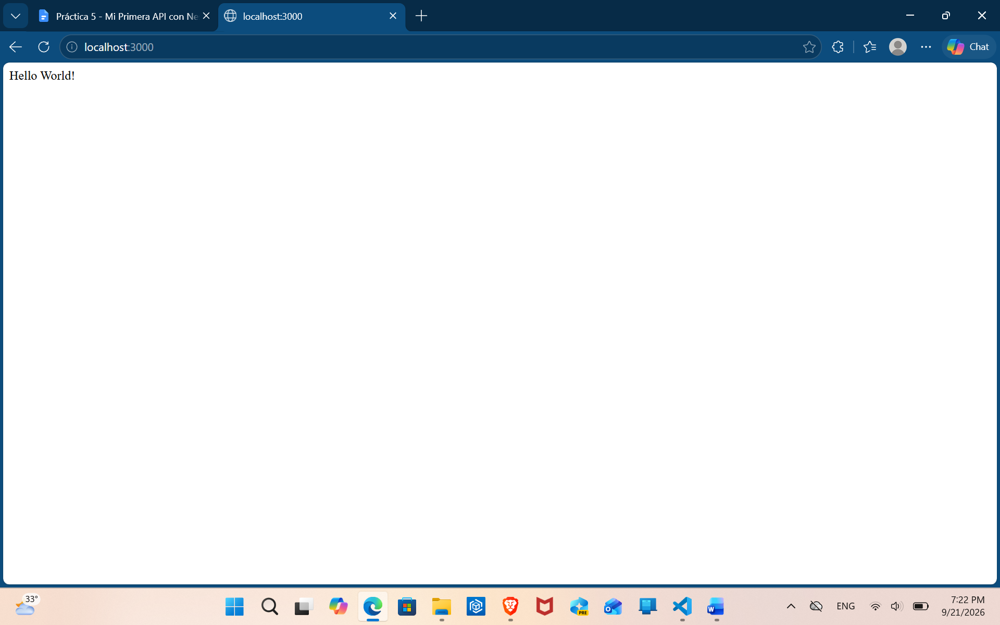 Práctica 5 - Mi Primera API con Ne
localhost:3000
localhost:3000
Chat
Hello World!
33°
PRE
O
W
ENG
7:22 PM
9/21/2026